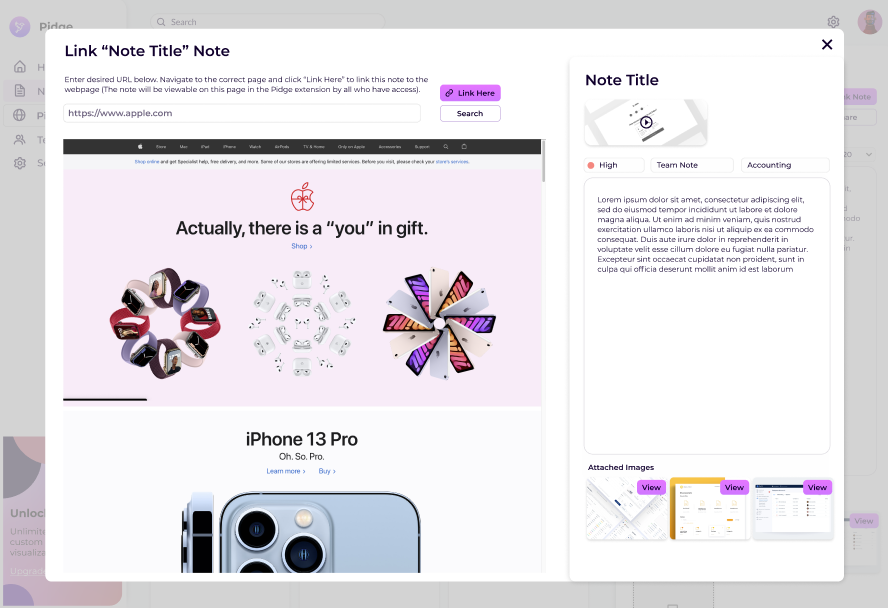 Pidge
Search
Link “Note Title” Note
Enter desired URL below. Navigate to the correct page and click “Link Here” to link this note to the
webpage (The note will be viewable on this page in the Pidge extension by all who have access).
Link Here
https://www.apple.com
Search
Store Mac iPad iPhone Watch AirPods TV & Home Only on Apple Accessories Support
Shop online and get Specialist help, free delivery, and more. Some of our stores are offering limited services. Before you visit, please check your store's services.
Actually, there is a “you” in gift.
Shop ›
iPhone 13 Pro
Oh. So. Pro.
Learn more › Buy ›
Note Title
High Team Note Accounting
Lorem ipsum dolor sit amet, consectetur adipiscing elit,
sed do eiusmod tempor incididunt ut labore et dolore
magna aliqua. Ut enim ad minim veniam, quis nostrud
exercitation ullamco laboris nisi ut aliquip ex ea commodo
consequat. Duis aute irure dolor in reprehenderit in
voluptate velit esse cillum dolore eu fugiat nulla pariatur.
Excepteur sint occaecat cupidatat non proident, sunt in
culpa qui officia deserunt mollit anim id est laborum
Attached Images
View View View
Unloc
Unlimite
custom
visualiza
Upgrade
k Note
are
20
View